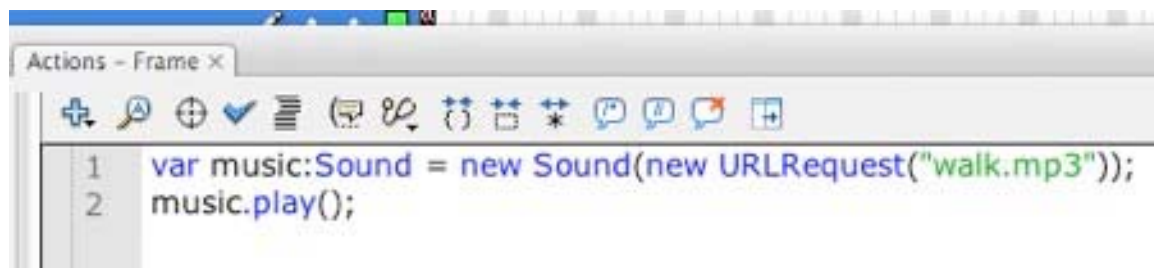 Actions – Frame ×
1 var music:Sound = new Sound(new URLRequest("walk.mp3"));
2 music.play();